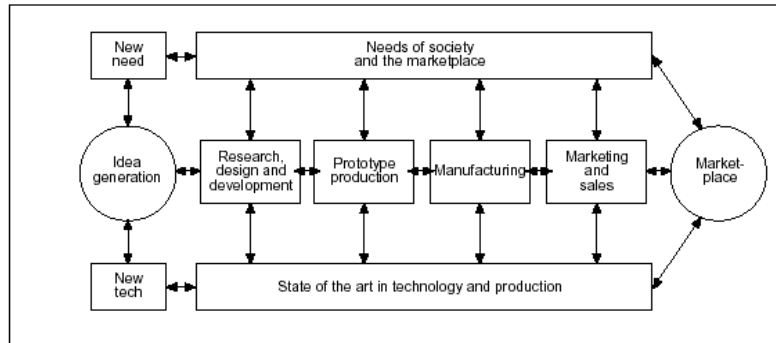 New
need
Needs of society
and the marketplace
Idea
generation
Research,
design and
development
Prototype
production
Manufacturing
Marketing
and
sales
Market-
place
New
tech
State of the art in technology and production